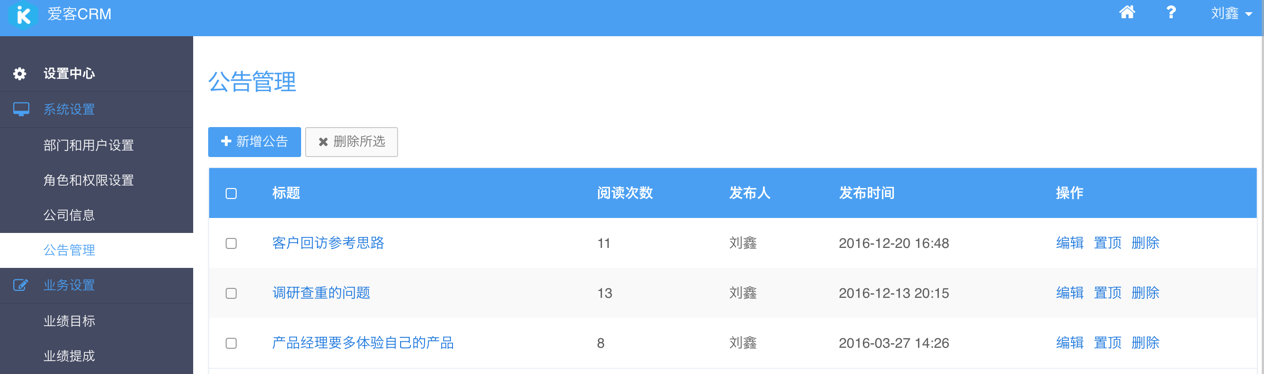 爱客CRM
? 刘鑫
设置中心
系统设置
部门和用户设置
角色和权限设置
公司信息
公告管理
业务设置
业绩目标
业绩提成
公告管理
新增公告 删除所选
标题 阅读次数 发布人 发布时间 操作
客户回访参考思路 11 刘鑫 2016-12-20 16:48 编辑 置顶 删除
调研查重的问题 13 刘鑫 2016-12-13 20:15 编辑 置顶 删除
产品经理要多体验自己的产品 8 刘鑫 2016-03-27 14:26 编辑 置顶 删除